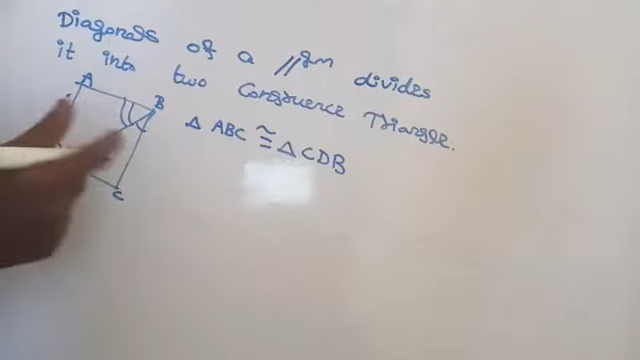 Diagonals of a //gm divides
it into two Congruence Triangle.
A
B
Δ ABC ≅ Δ CDB
C